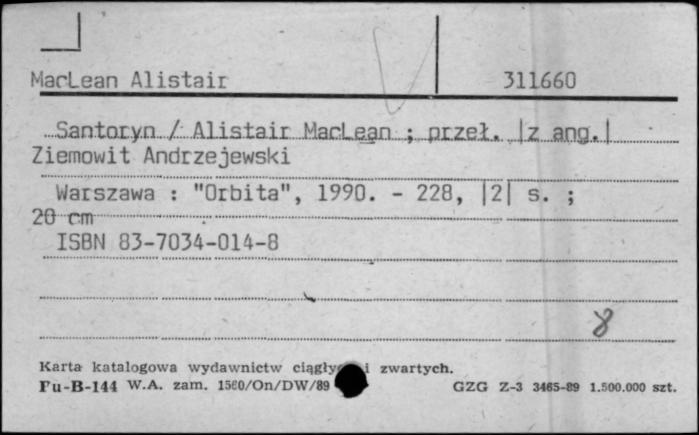 MacLean Alistair 311660
Santoryn / Alistair MacLean ; przeł. |z ang.|
Ziemowit Andrzejewski
Warszawa : "Orbita", 1990. - 228, |2| s. ;
20 cm
ISBN 83-7034-014-8
8
Karta katalogowa wydawnictw i zwartych.
Pu-B-144 W.A. zam. 1560/On/DW/89 GZG Z-3 3465-89 1.500.000 szt.